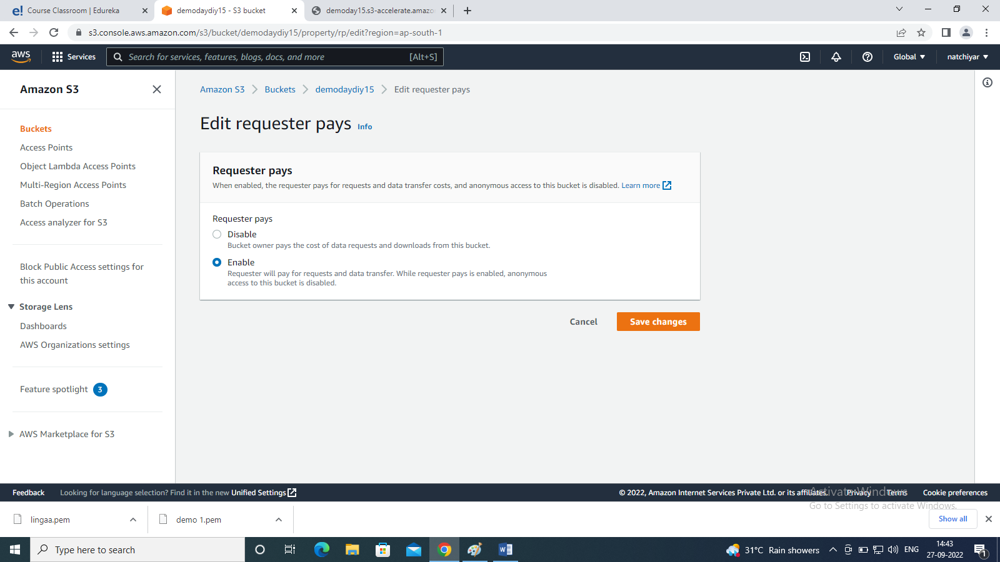 e! Course Classroom | Edureka
demodaydiy15 - S3 bucket
demoday15.s3-accelerate.amazo
s3.console.aws.amazon.com/s3/bucket/demodaydiy15/property/rp/edit?region=ap-south-1
aws
Services
Search for services, features, blogs, docs, and more
[Alt+S]
Global
natchiyar
Amazon S3
Buckets
Access Points
Object Lambda Access Points
Multi-Region Access Points
Batch Operations
Access analyzer for S3
Block Public Access settings for
this account
Storage Lens
Dashboards
AWS Organizations settings
Feature spotlight 3
AWS Marketplace for S3
Amazon S3 > Buckets > demodaydiy15 > Edit requester pays
Edit requester pays Info
Requester pays
When enabled, the requester pays for requests and data transfer costs, and anonymous access to this bucket is disabled. Learn more
Requester pays
Disable
Bucket owner pays the cost of data requests and downloads from this bucket.
Enable
Requester will pay for requests and data transfer. While requester pays is enabled, anonymous
access to this bucket is disabled.
Cancel
Save changes
Feedback
Looking for language selection? Find it in the new Unified Settings
© 2022, Amazon Internet Services Private Ltd. or its affiliates.
Privacy
Terms
Cookie preferences
Activate Windows
Go to Settings to activate Windows.
lingaa.pem
demo 1.pem
Show all
Type here to search
W
31°C Rain showers
ENG
14:43
27-09-2022
1